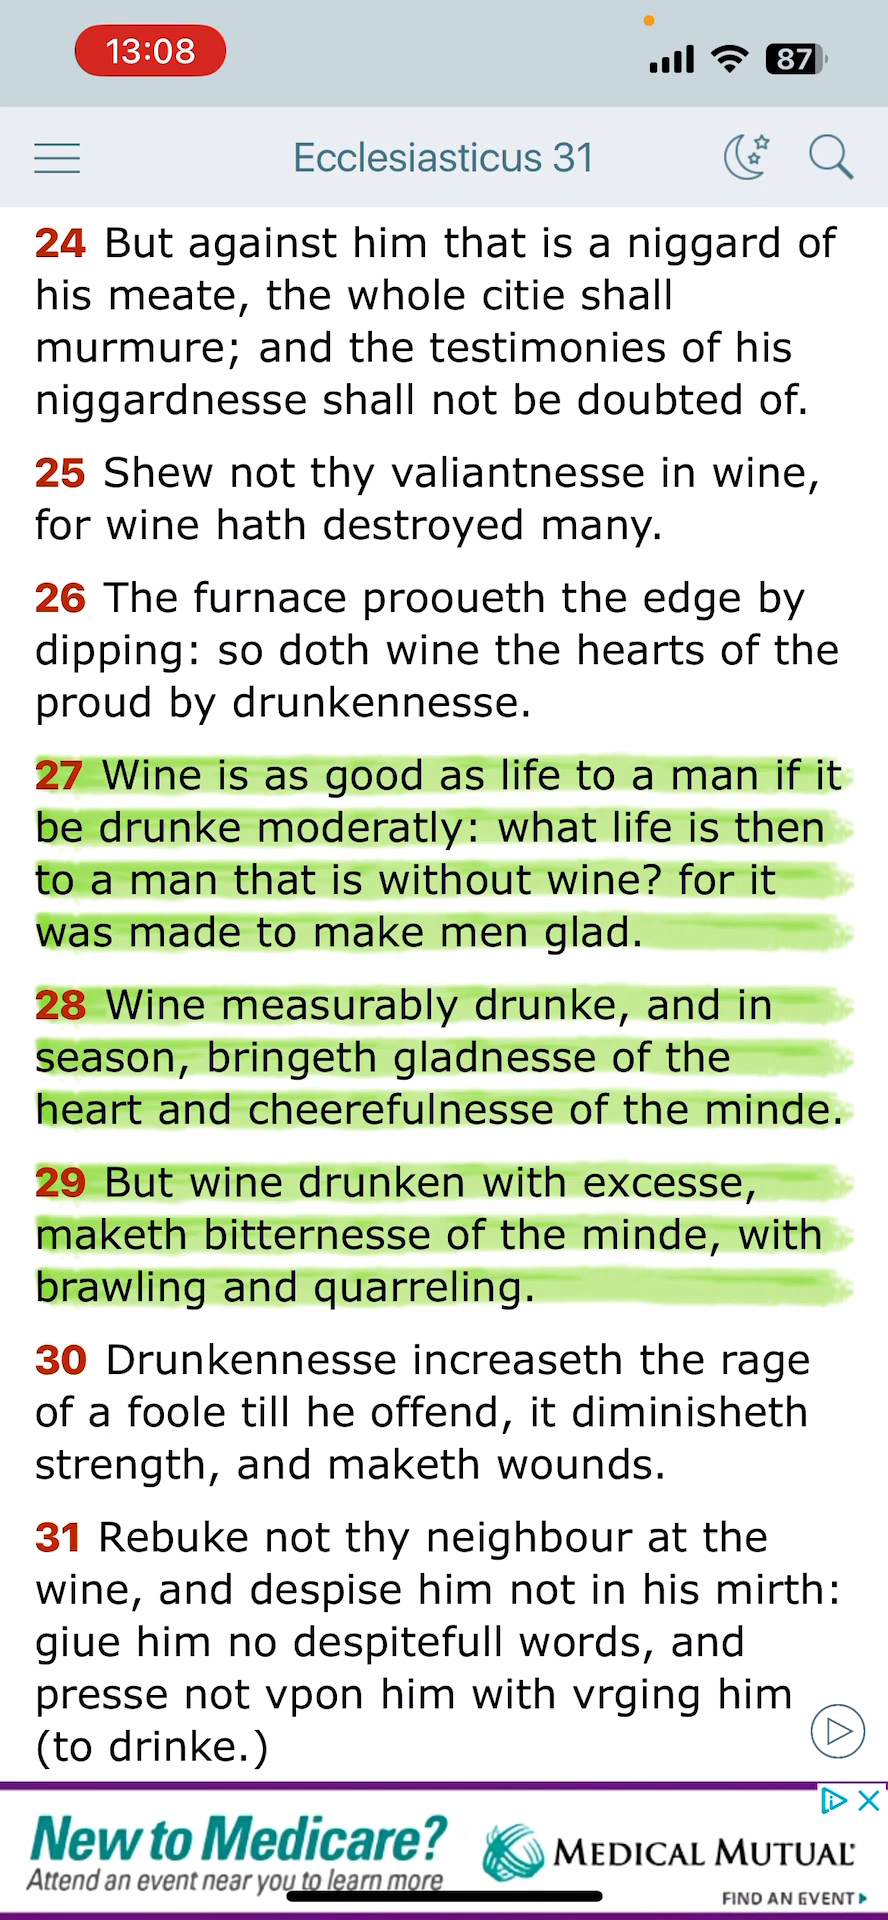 13:08
87
Ecclesiasticus 31
24 But against him that is a niggard of
his meate, the whole citie shall
murmure; and the testimonies of his
niggardnesse shall not be doubted of.
25 Shew not thy valiantnesse in wine,
for wine hath destroyed many.
26 The furnace prooueth the edge by
dipping: so doth wine the hearts of the
proud by drunkennesse.
27 Wine is as good as life to a man if it
be drunke moderatly: what life is then
to a man that is without wine? for it
was made to make men glad.
28 Wine measurably drunke, and in
season, bringeth gladnesse of the
heart and cheerefulnesse of the minde.
29 But wine drunken with excesse,
maketh bitternesse of the minde, with
brawling and quarreling.
30 Drunkennesse increaseth the rage
of a foole till he offend, it diminisheth
strength, and maketh wounds.
31 Rebuke not thy neighbour at the
wine, and despise him not in his mirth:
giue him no despitefull words, and
presse not vpon him with vrging him
(to drinke.)
New to Medicare?
Attend an event near you to learn more
MEDICAL MUTUAL
FIND AN EVENT